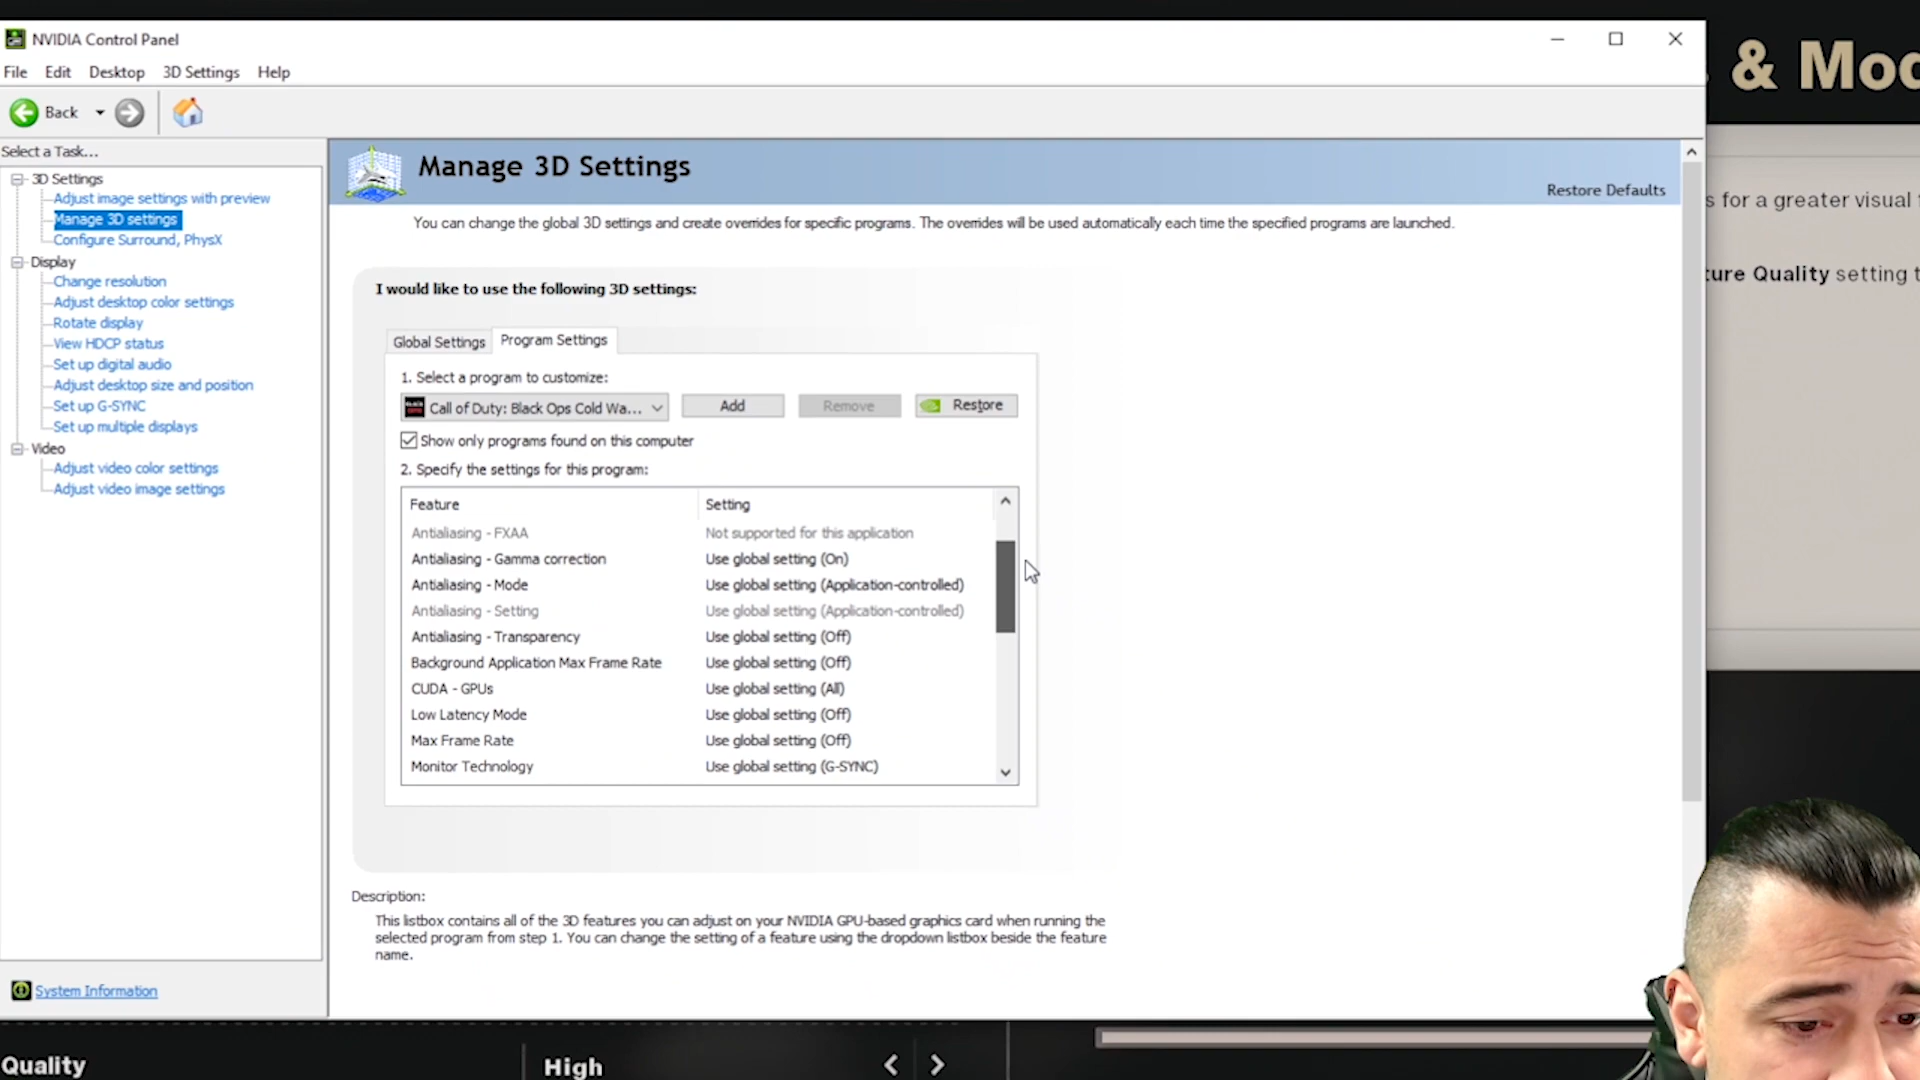 NVIDIA Control Panel
& Mod
File Edit Desktop 3D Settings Help
Back
Select a Task...
3D Settings
Adjust image settings with preview
Manage 3D settings
Configure Surround, PhysX
Display
Change resolution
Adjust desktop color settings
Rotate display
View HDCP status
Set up digital audio
Adjust desktop size and position
Set up G-SYNC
Set up multiple displays
Video
Adjust video color settings
Adjust video image settings
System Information
Manage 3D Settings
Restore Defaults
You can change the global 3D settings and create overrides for specific programs. The overrides will be used automatically each time the specified programs are launched.
I would like to use the following 3D settings:
Global Settings Program Settings
1. Select a program to customize:
Call of Duty: Black Ops Cold Wa... Add Remove Restore
Show only programs found on this computer
2. Specify the settings for this program:
Feature Setting
Antialiasing - FXAA Not supported for this application
Antialiasing - Gamma correction Use global setting (On)
Antialiasing - Mode Use global setting (Application-controlled)
Antialiasing - Setting Use global setting (Application-controlled)
Antialiasing - Transparency Use global setting (Off)
Background Application Max Frame Rate Use global setting (Off)
CUDA - GPUs Use global setting (All)
Low Latency Mode Use global setting (Off)
Max Frame Rate Use global setting (Off)
Monitor Technology Use global setting (G-SYNC)
Description:
This listbox contains all of the 3D features you can adjust on your NVIDIA GPU-based graphics card when running the
selected program from step 1. You can change the setting of a feature using the dropdown listbox beside the feature
name.
s for a greater visual
ture Quality setting t
Quality High